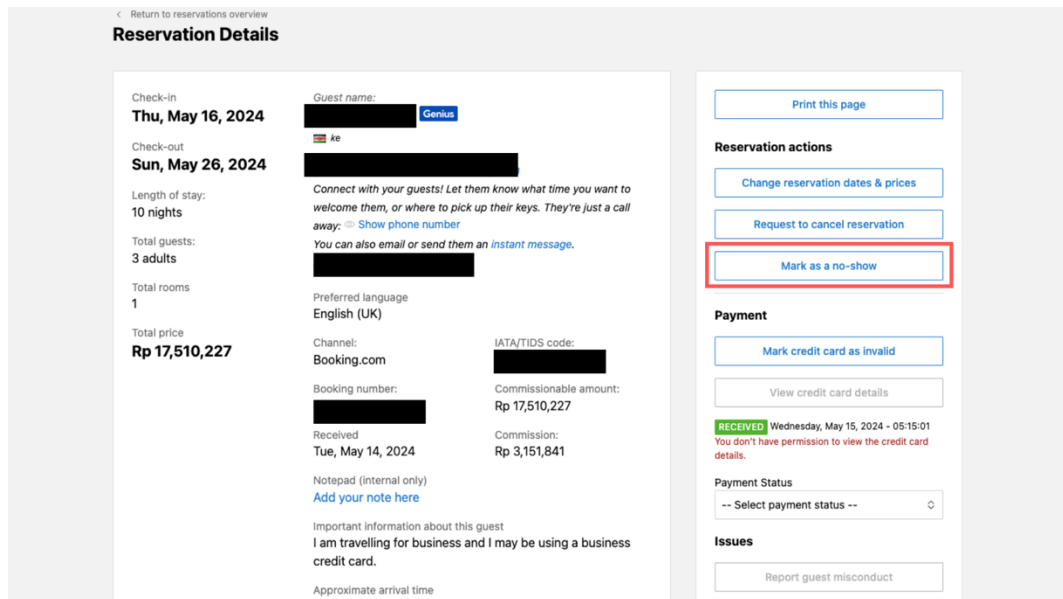 Return to reservations overview
Reservation Details
Check-in
Thu, May 16, 2024
Check-out
Sun, May 26, 2024
Length of stay:
10 nights
Total guests:
3 adults
Total rooms
1
Total price
Rp 17,510,227
Guest name:
Genius
ke
Connect with your guests! Let them know what time you want to
welcome them, or where to pick up their keys. They're just a call
away: Show phone number
You can also email or send them an instant message.
Preferred language
English (UK)
Channel:
Booking.com
IATA/TIDS code:
Booking number:
Commissionable amount:
Rp 17,510,227
Received
Tue, May 14, 2024
Commission:
Rp 3,151,841
Notepad (internal only)
Add your note here
Important information about this guest
I am travelling for business and I may be using a business
credit card.
Approximate arrival time
Print this page
Reservation actions
Change reservation dates & prices
Request to cancel reservation
Mark as a no-show
Payment
Mark credit card as invalid
View credit card details
RECEIVED Wednesday, May 15, 2024 - 05:15:01
You don't have permission to view the credit card
details.
Payment Status
-- Select payment status --
Issues
Report guest misconduct